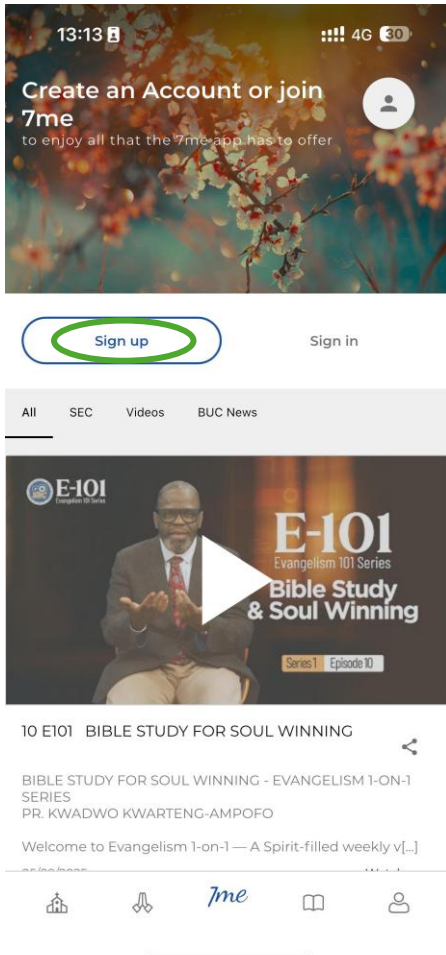 13:13
4G 30
Create an Account or join
7me
to enjoy all that the 7me app has to offer
Sign up
Sign in
All SEC Videos BUC News
E-101
Evangelism 101 Series
E-101
Evangelism 101 Series
Bible Study
& Soul Winning
Series 1 Episode 10
10 E101 BIBLE STUDY FOR SOUL WINNING
BIBLE STUDY FOR SOUL WINNING - EVANGELISM 1-ON-1
SERIES
PR. KWADWO KWARTENG-AMPOFO
Welcome to Evangelism 1-on-1 — A Spirit-filled weekly v[...]
7me